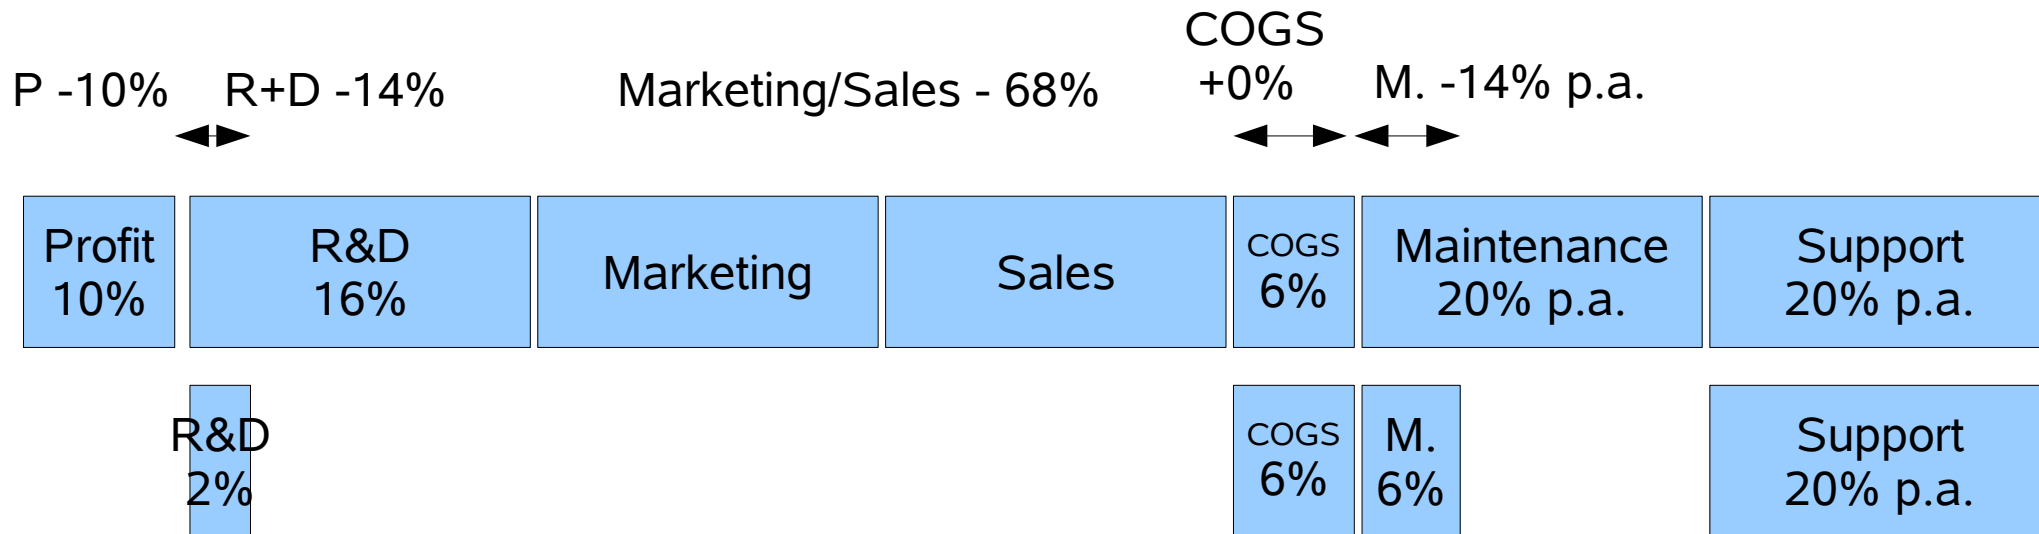 COGS
P -10% R+D -14% Marketing/Sales - 68% +0% M. -14% p.a.
Profit R&D Marketing Sales COGS Maintenance Support
10% 16% 6% 20% p.a. 20% p.a.
R&D COGS M. Support
2% 6% 6% 20% p.a.